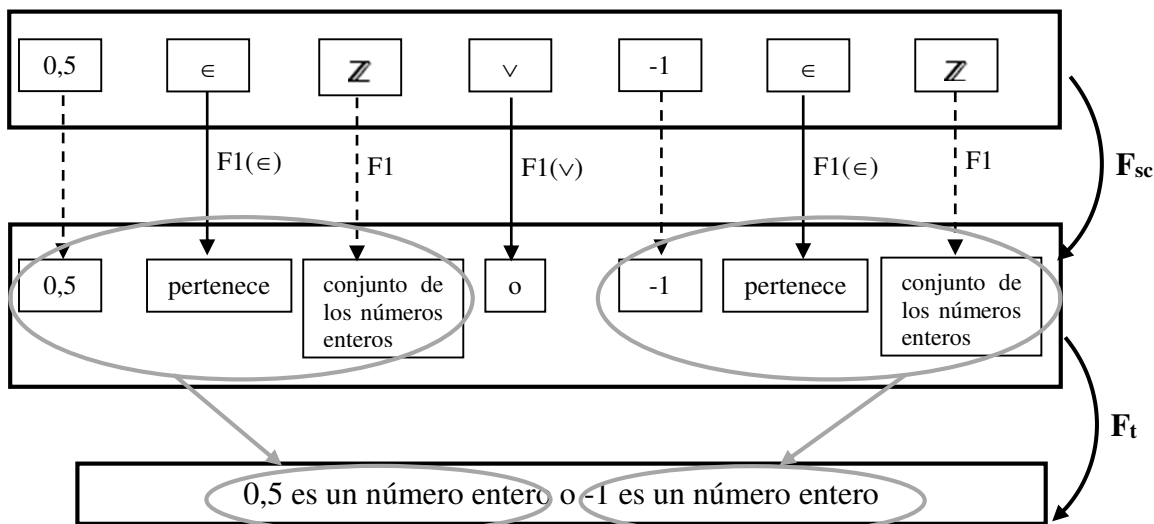 0,5 ∈ ℤ ∨ -1 ∈ ℤ
F1(∈) F1 F1(∨) F1(∈) F1
Fsc
0,5 pertenece conjunto de los números enteros o -1 pertenece conjunto de los números enteros
Ft
0,5 es un número entero o -1 es un número entero